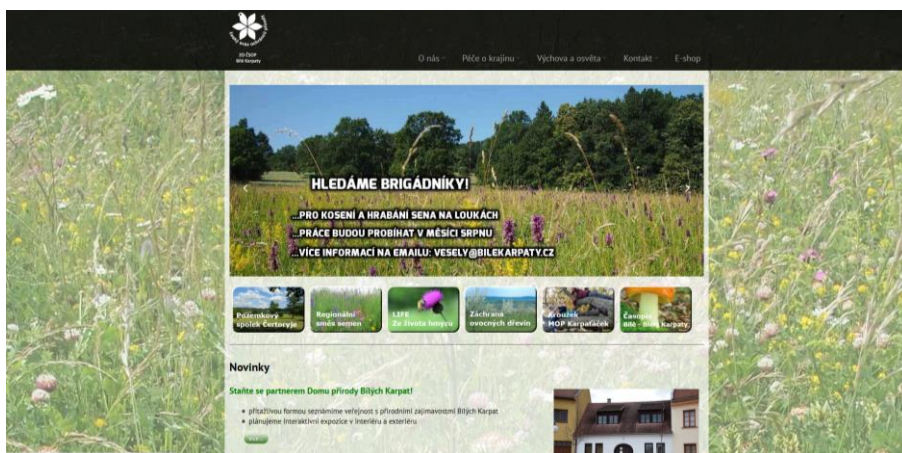 ZO ČSOP
Bílé Karpaty
O nás
Péče o krajinu
Výchova a osvěta
Kontakt
E-shop
HLEDÁME BRIGÁDNÍKY!
...PRO KOSENÍ A HRABÁNÍ SENA NA LOUKÁCH
...PRÁCE BUDOU PROBÍHAT V MĚSÍCI SRPNU
...VÍCE INFORMACÍ NA EMAILU: VESELY@BILEKARPATY.CZ
Pozemkový
spolek Čertoryje
Regionální
směs semen
LIFE
Ze života hmyzu
Záchrana
ovocných dřevin
Kroužek
MOP Karpaťáček
Časopis
Bílé - Biele Karpaty
Novinky
Staňte se partnerem Domu přírody Bílých Karpat!
přitažlivou formou seznámíme veřejnost s přírodními zajímavostmi Bílých Karpat
plánujeme interaktivní expozice v interiéru a exteriéru